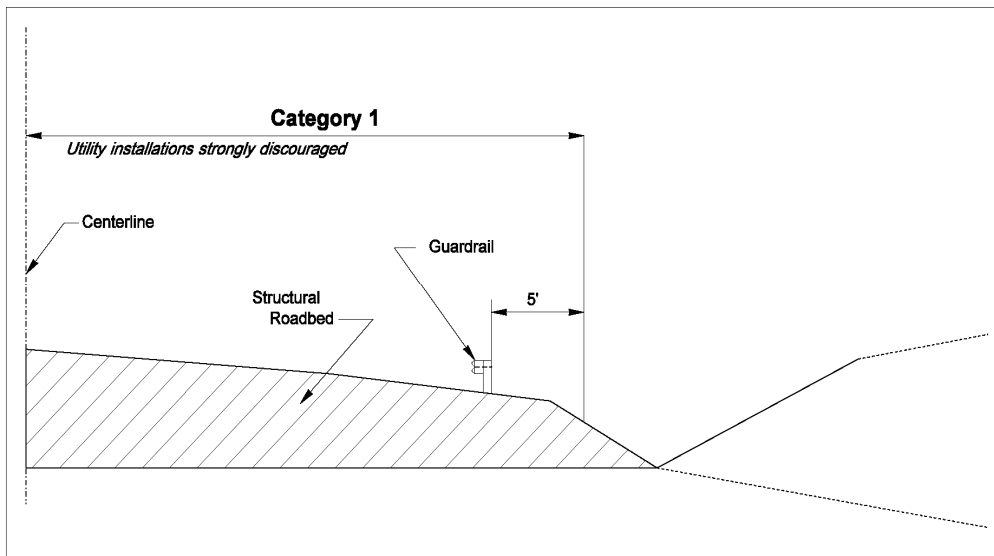 Category 1
Utility installations strongly discouraged
Centerline
Guardrail
Structural
Roadbed
5'